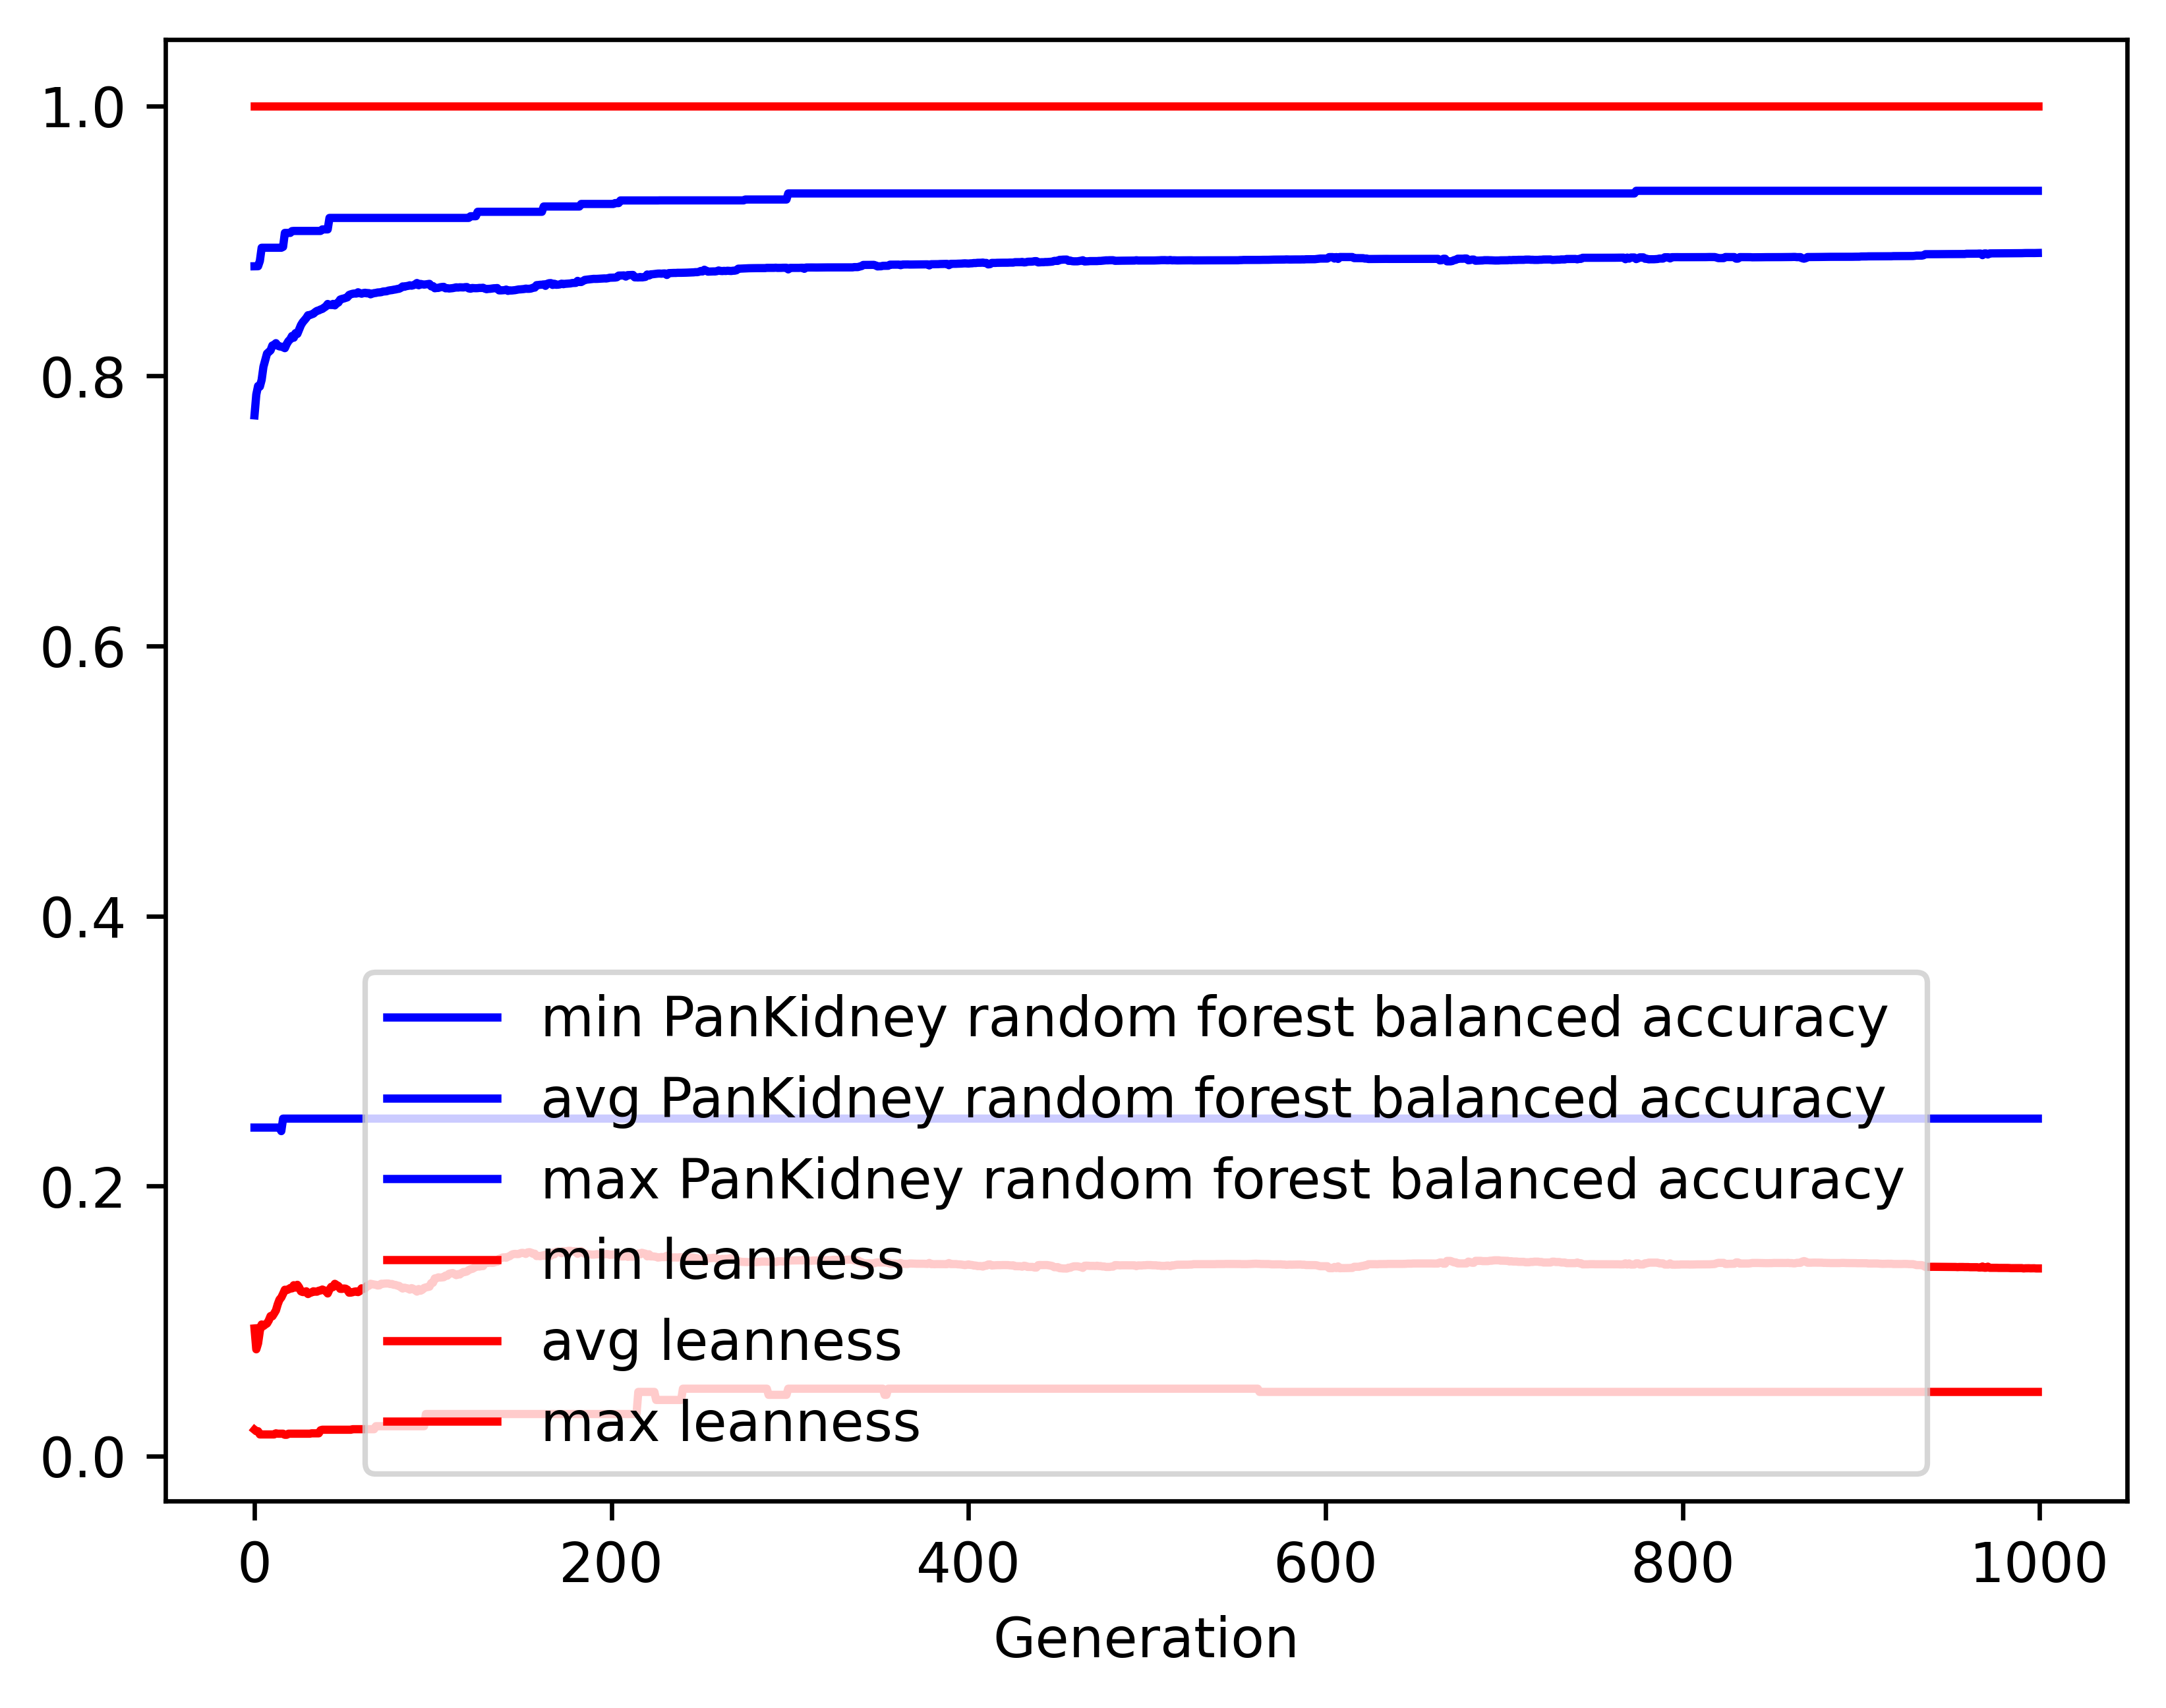 1.0
0.8
0.6
0.4
0.2
0.0
min PanKidney random forest balanced accuracy
avg PanKidney random forest balanced accuracy
max PanKidney random forest balanced accuracy
min leanness
avg leanness
max leanness
0 200 400 600 800 1000
Generation